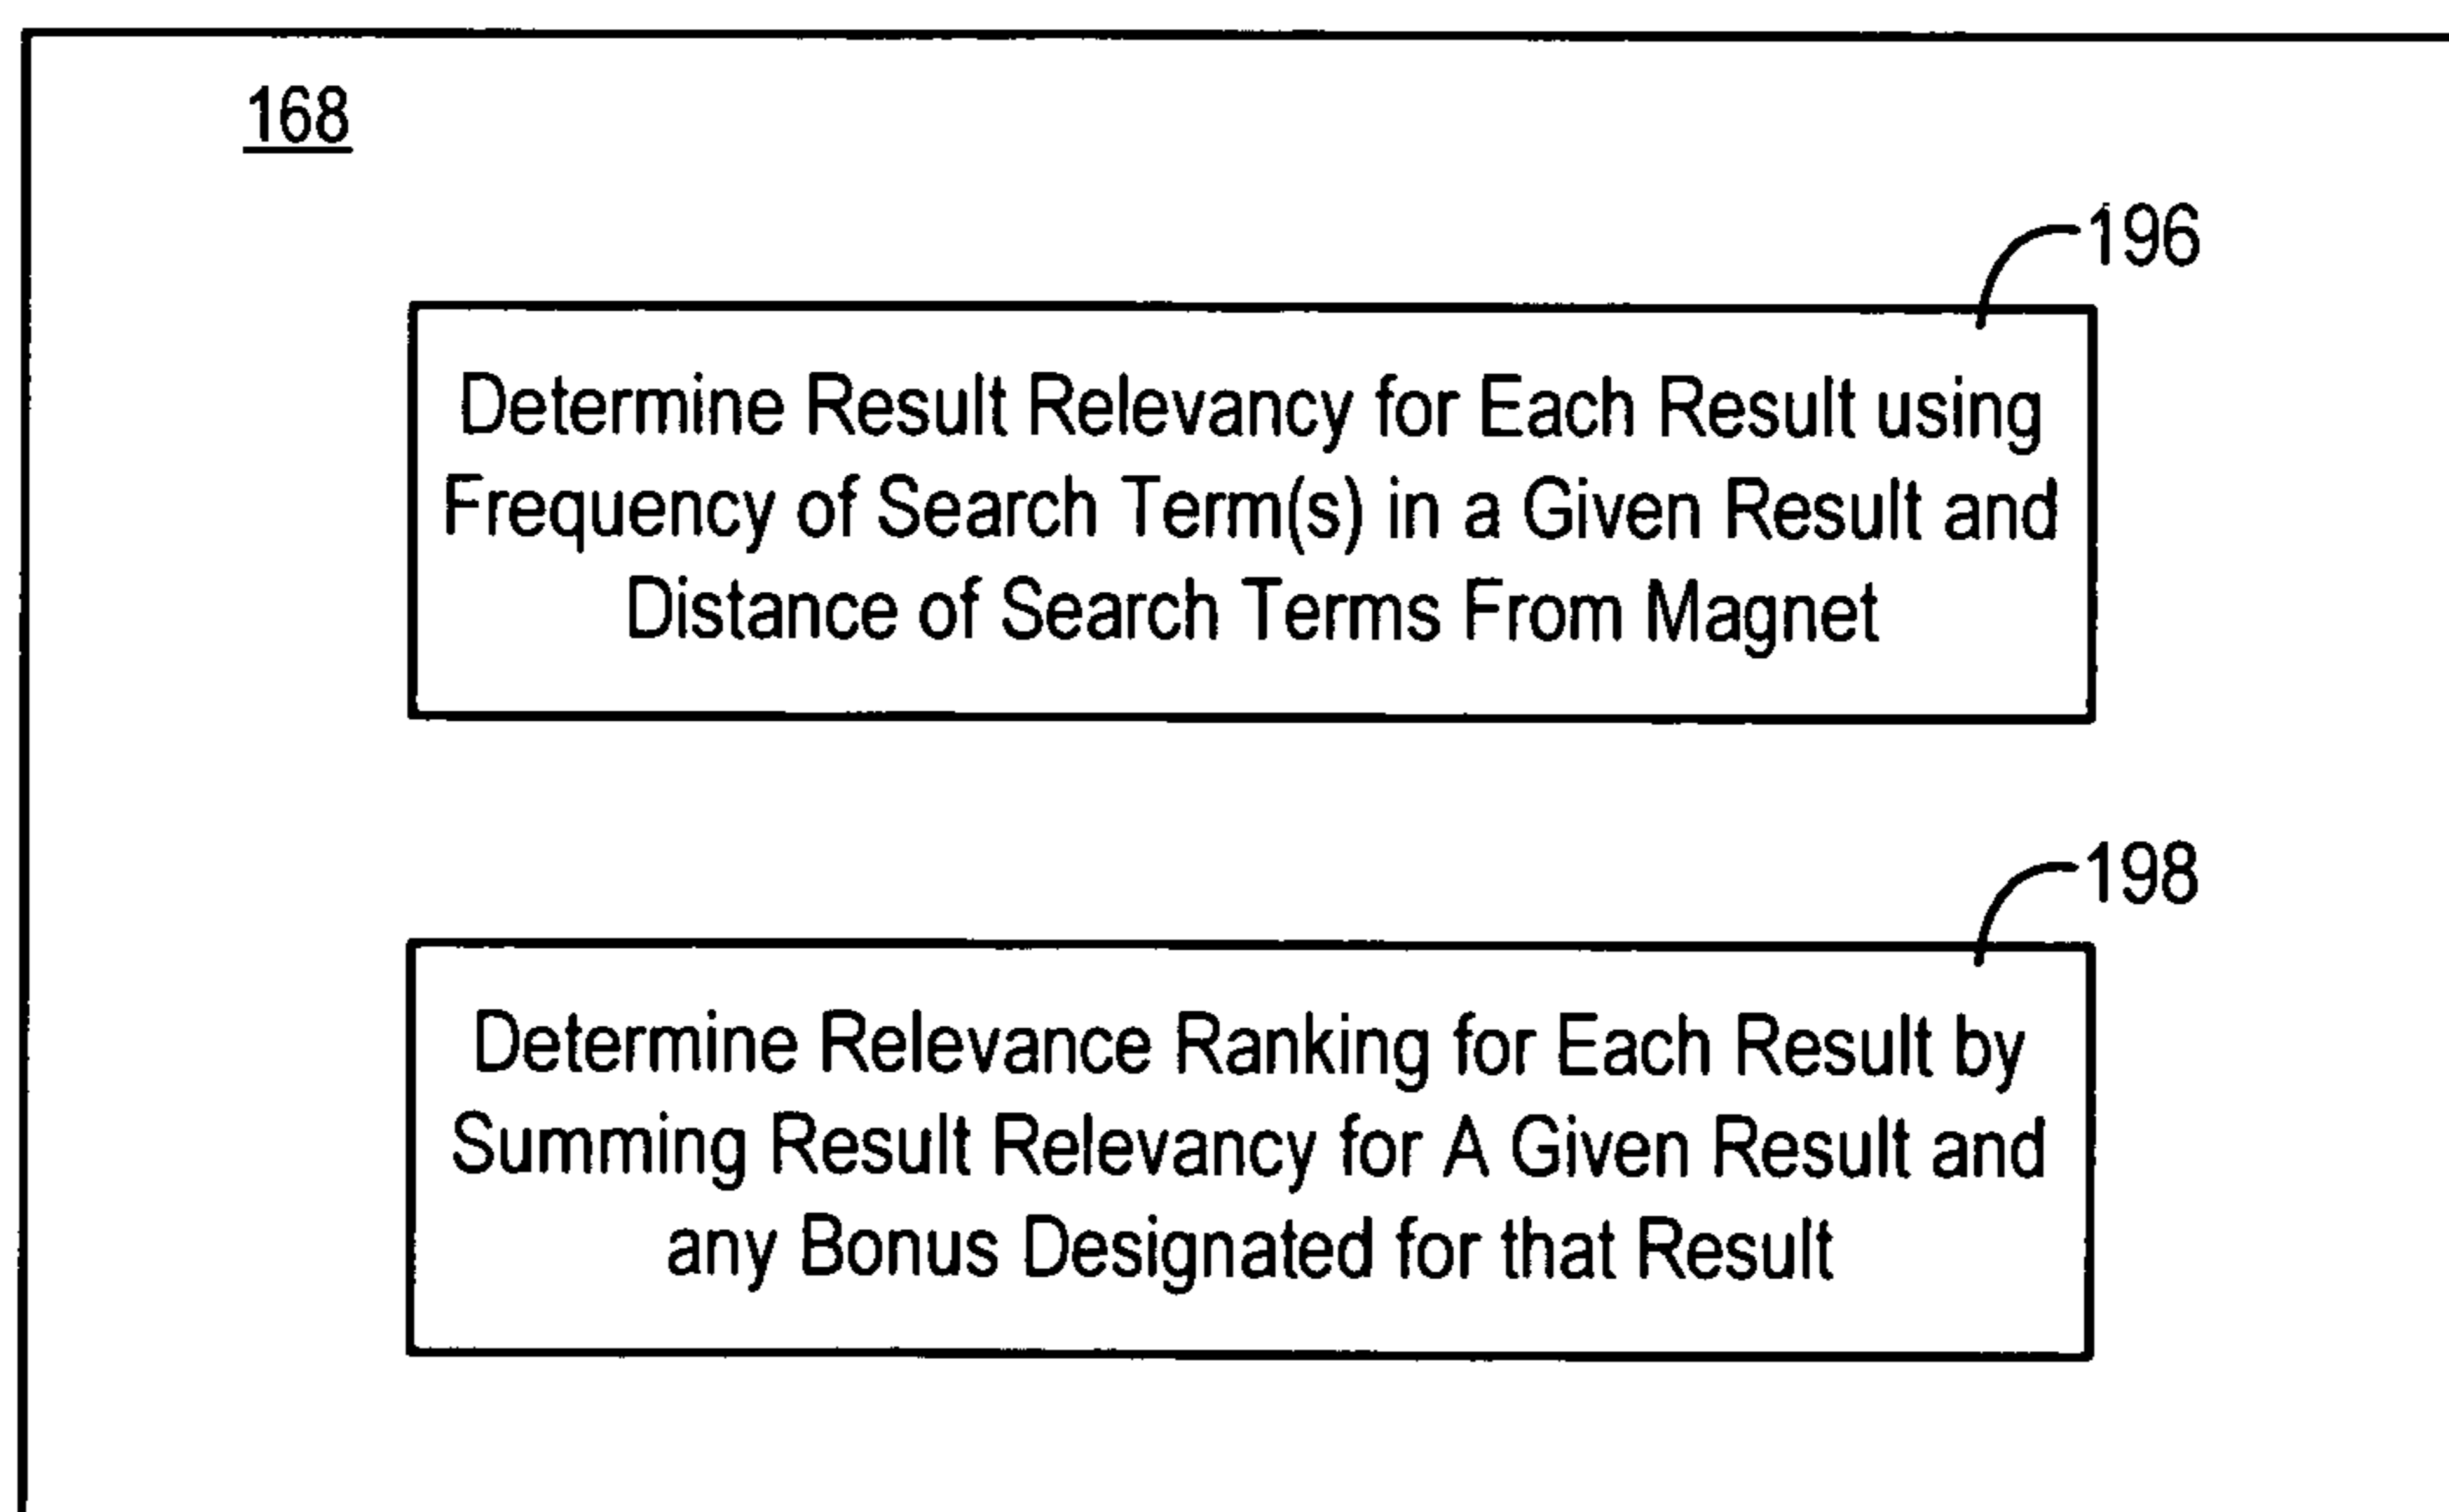 168
196
Determine Result Relevancy for Each Result using
Frequency of Search Term(s) in a Given Result and
Distance of Search Terms From Magnet
198
Determine Relevance Ranking for Each Result by
Summing Result Relevancy for A Given Result and
any Bonus Designated for that Result